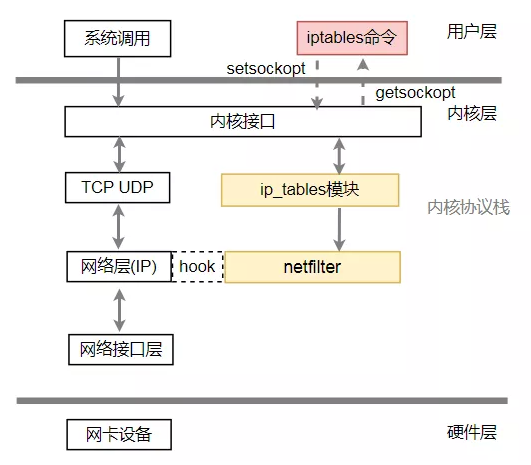 系统调用
iptables命令
用户层
setsockopt
getsockopt
内核接口
内核层
TCP UDP
ip_tables模块
内核协议栈
网络层(IP)
hook
netfilter
网络接口层
网卡设备
硬件层